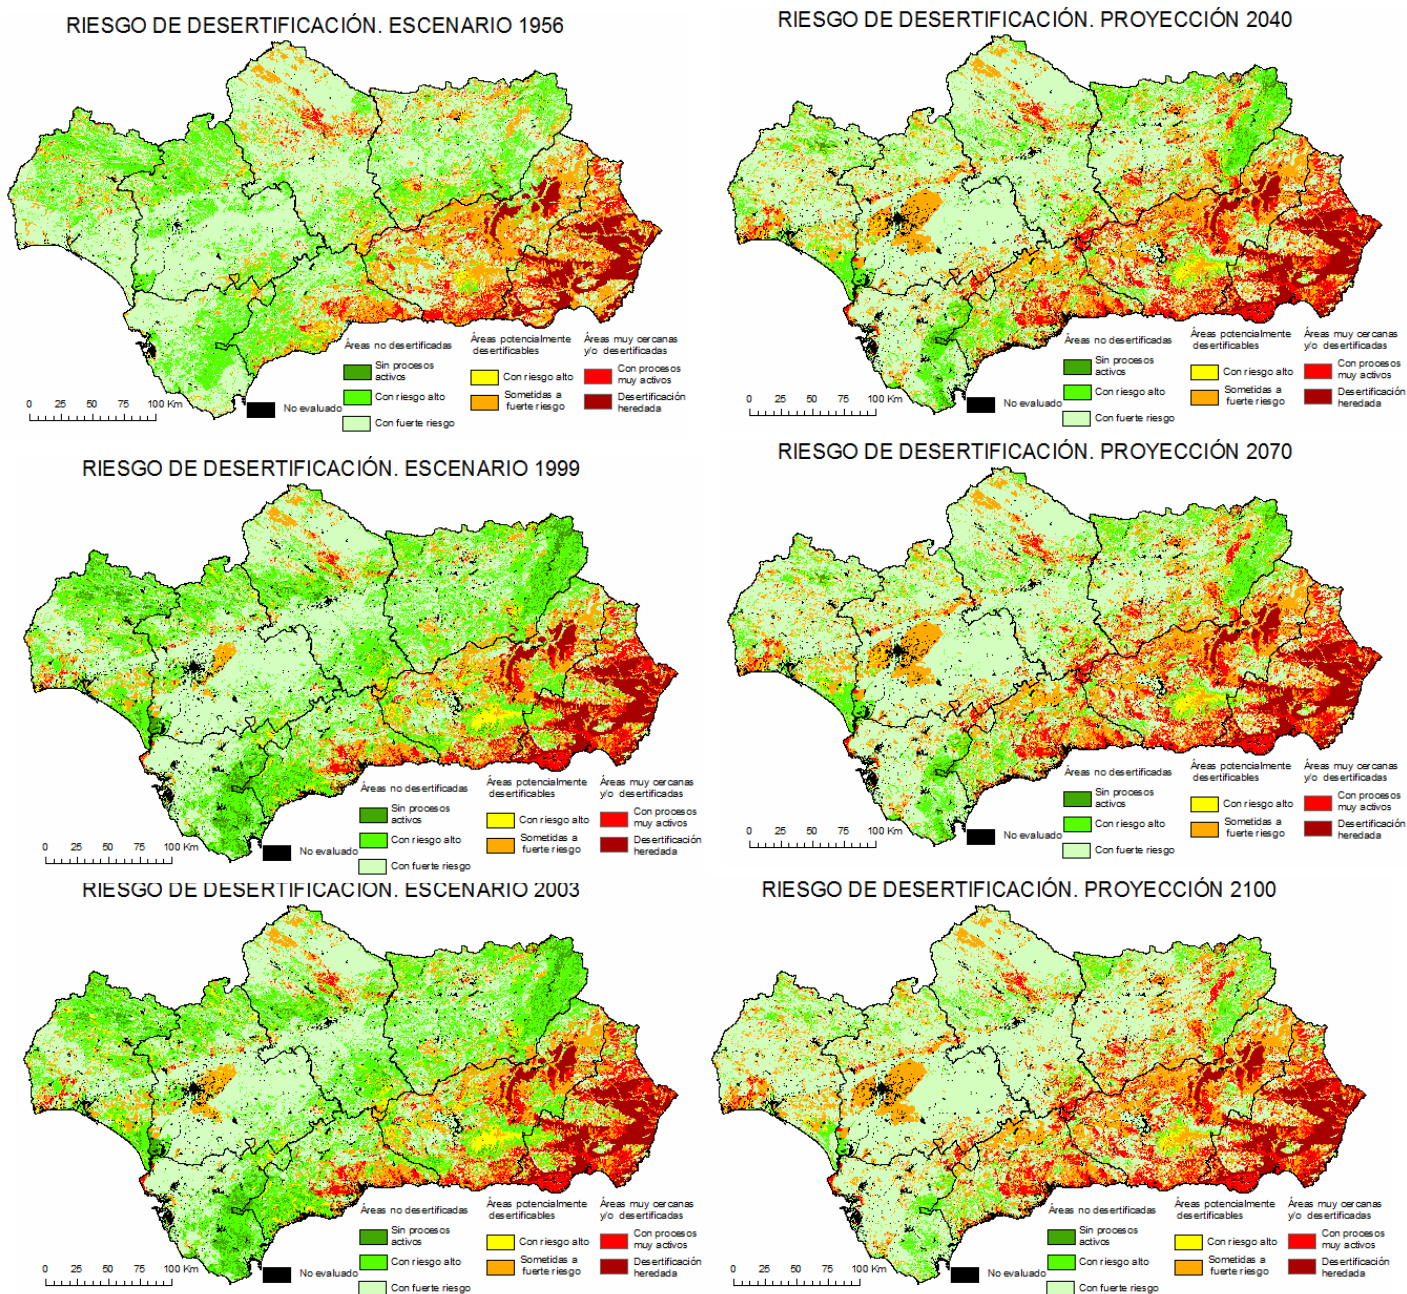 RIESGO DE DESERTIFICACIÓN. ESCENARIO 1956
Áreas no desertificadas
Áreas potencialmente
desertificables
Áreas muy cercanas
y/o desertificadas
Sin procesos
activos
Con riesgo alto
Con procesos
muy activos
Con riesgo alto
Sometidas a
fuerte riesgo
Desertificación
heredada
Con fuerte riesgo
No evaluado
0 25 50 100 Km
RIESGO DE DESERTIFICACIÓN. PROYECCIÓN 2040
Áreas no desertificadas
Áreas potencialmente
desertificables
Áreas muy cercanas
y/o desertificadas
Sin procesos
activos
Con riesgo alto
Con procesos
muy activos
Con riesgo alto
Sometidas a
fuerte riesgo
Desertificación
heredada
Con fuerte riesgo
No evaluado
0 25 50 75 100 Km
RIESGO DE DESERTIFICACIÓN. ESCENARIO 1999
Áreas no desertificadas
Áreas potencialmente
desertificables
Áreas muy cercanas
y/o desertificadas
Sin procesos
activos
Con riesgo alto
Con procesos
muy activos
Con riesgo alto
Sometidas a
fuerte riesgo
Desertificación
heredada
Con fuerte riesgo
No evaluado
0 25 50 75 100 Km
RIESGO DE DESERTIFICACIÓN. PROYECCIÓN 2070
Áreas no desertificadas
Áreas potencialmente
desertificables
Áreas muy cercanas
y/o desertificadas
Sin procesos
activos
Con riesgo alto
Con procesos
muy activos
Con riesgo alto
Sometidas a
fuerte riesgo
Desertificación
heredada
Con fuerte riesgo
No evaluado
0 25 50 75 100 Km
RIESGO DE DESERTIFICACIÓN. ESCENARIO 2003
Áreas no desertificadas
Áreas potencialmente
desertificables
Áreas muy cercanas
y/o desertificadas
Sin procesos
activos
Con riesgo alto
Con procesos
muy activos
Con riesgo alto
Sometidas a
fuerte riesgo
Desertificación
heredada
Con fuerte riesgo
No evaluado
0 25 50 75 100 Km
RIESGO DE DESERTIFICACIÓN. PROYECCIÓN 2100
Áreas no desertificadas
Áreas potencialmente
desertificables
Áreas muy cercanas
y/o desertificadas
Sin procesos
activos
Con riesgo alto
Con procesos
muy activos
Con riesgo alto
Sometidas a
fuerte riesgo
Desertificación
heredada
Con fuerte riesgo
No evaluado
0 25 50 75 100 Km